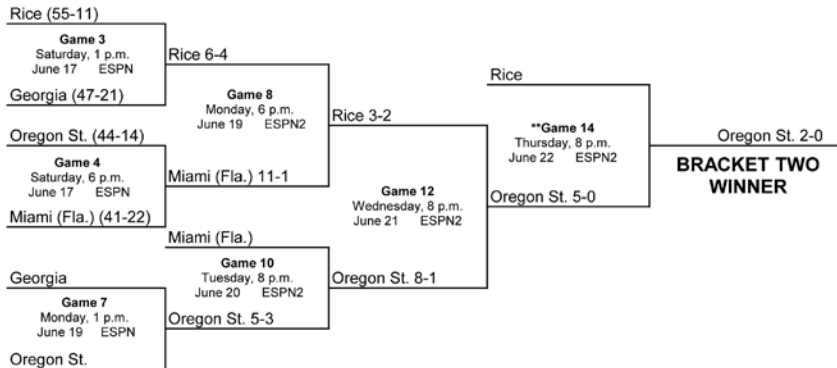 Rice (55-11)
Game 3
Saturday, 1 p.m.
June 17 ESPN
Georgia (47-21)
Rice 6-4
Oregon St. (44-14)
Game 4
Saturday, 6 p.m.
June 17 ESPN
Miami (Fla.) (41-22)
Miami (Fla.) 11-1
Game 8
Monday, 6 p.m.
June 19 ESPN2
Rice 3-2
Georgia
Game 7
Monday, 1 p.m.
June 19 ESPN
Oregon St.
Miami (Fla.)
Game 10
Tuesday, 8 p.m.
June 20 ESPN2
Oregon St. 5-3
Oregon St. 8-1
Game 12
Wednesday, 8 p.m.
June 21 ESPN2
Rice
**Game 14
Thursday, 8 p.m.
June 22 ESPN2
Oregon St. 5-0
Oregon St. 2-0
BRACKET TWO
WINNER